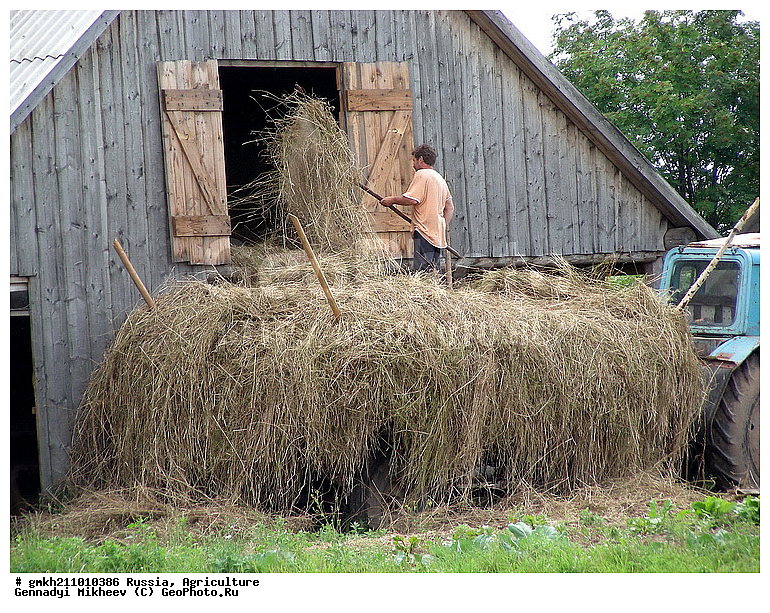 # gmkh211010386 Russia, Agriculture
Gennadyi Mikheev (C) GeoPhoto.Ru